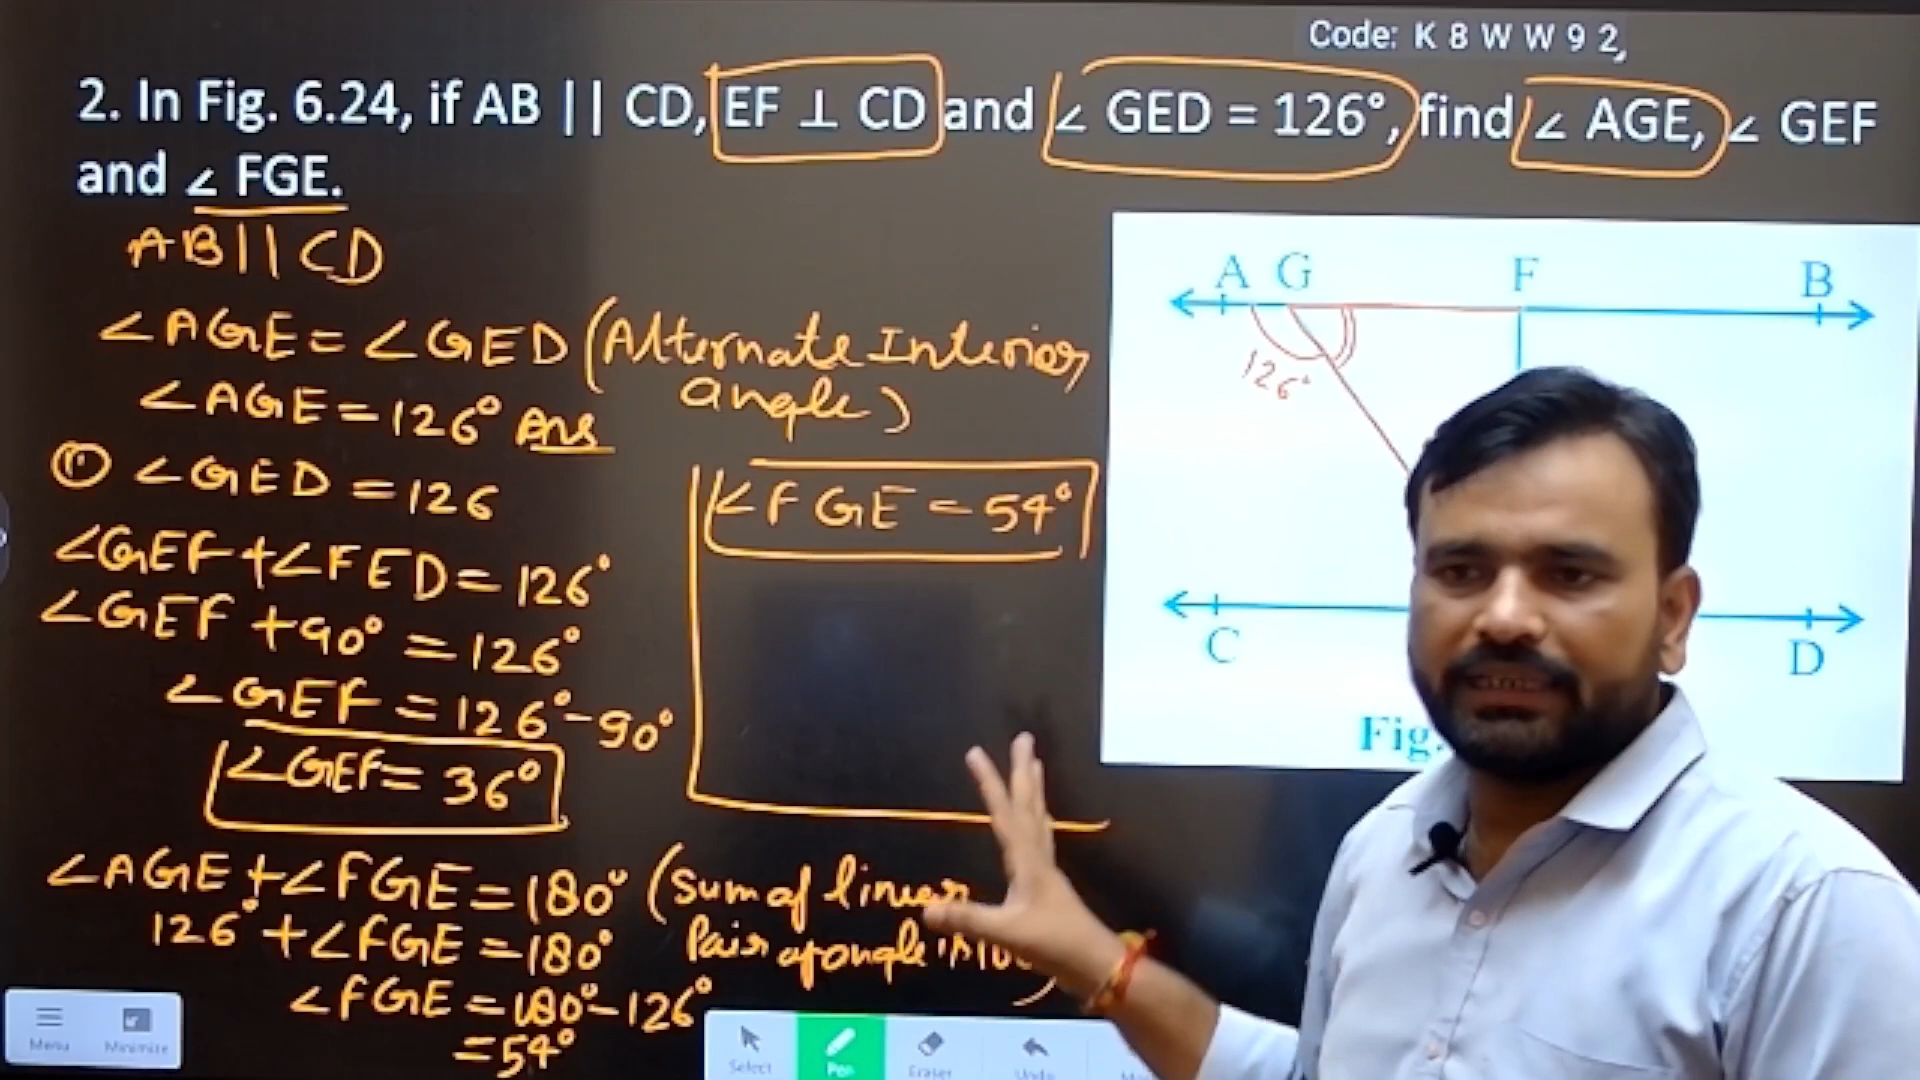 Code: K 8 W W 9 2,
2. In Fig. 6.24, if AB || CD, EF ⊥ CD and ∠ GED = 126°, find ∠ AGE, ∠ GEF
and ∠ FGE.
AB || CD
∠AGE = ∠GED (Alternate Interior
angle)
∠AGE = 126° Ans
① ∠GED = 126
∠GEF + ∠FED = 126°
∠GEF + 90° = 126°
∠GEF = 126° - 90°
∠GEF = 36°
∠AGE + ∠FGE = 180° (Sum of linear
Pair of angle is
126° + ∠FGE = 180°
∠FGE = 180° - 126°
= 54°
∠FGE = 54°
A G F B
126°
C D
Fig.
Menu Minimize
Select Pen Eraser Undo